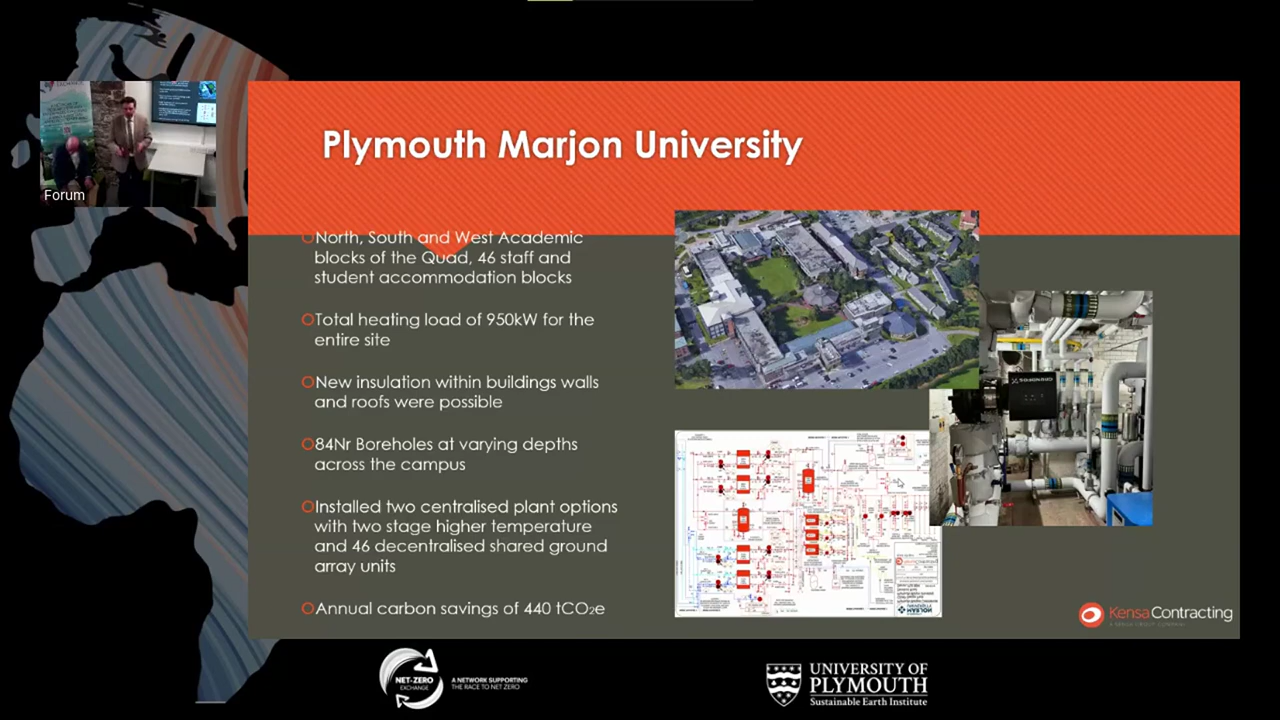 Plymouth Marjon University
Forum
North, South and West Academic
blocks of the Quad, 46 staff and
student accommodation blocks
Total heating load of 950kW for the
entire site
New insulation within buildings walls
and roofs were possible
84Nr Boreholes at varying depths
across the campus
Installed two centralised plant options
with two stage higher temperature
and 46 decentralised shared ground
array units
Annual carbon savings of 440 tCO₂e
KensaContracting
NET-ZERO
EXCHANGE
A NETWORK SUPPORTING
THE RACE TO NET ZERO
UNIVERSITY OF
PLYMOUTH
Sustainable Earth Institute